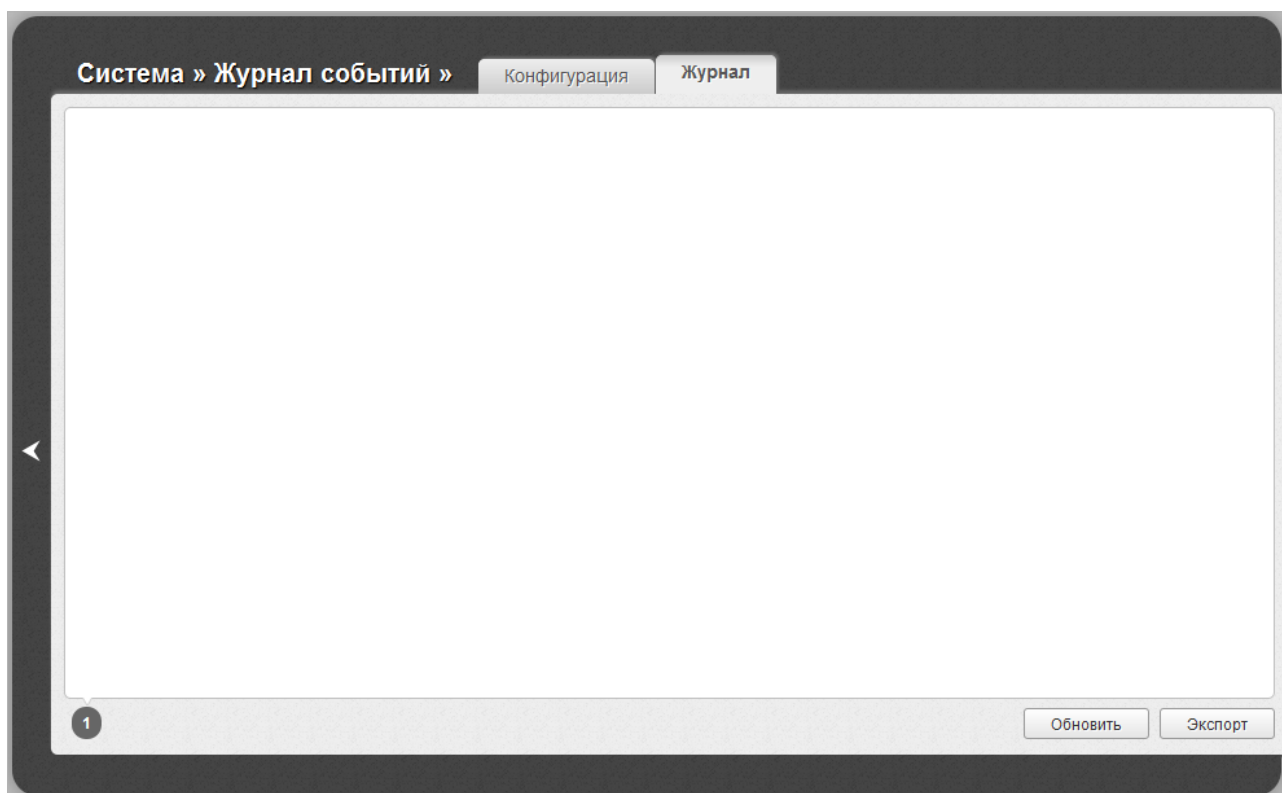 Система » Журнал событий »
Конфигурация
Журнал
1
Обновить
Экспорт